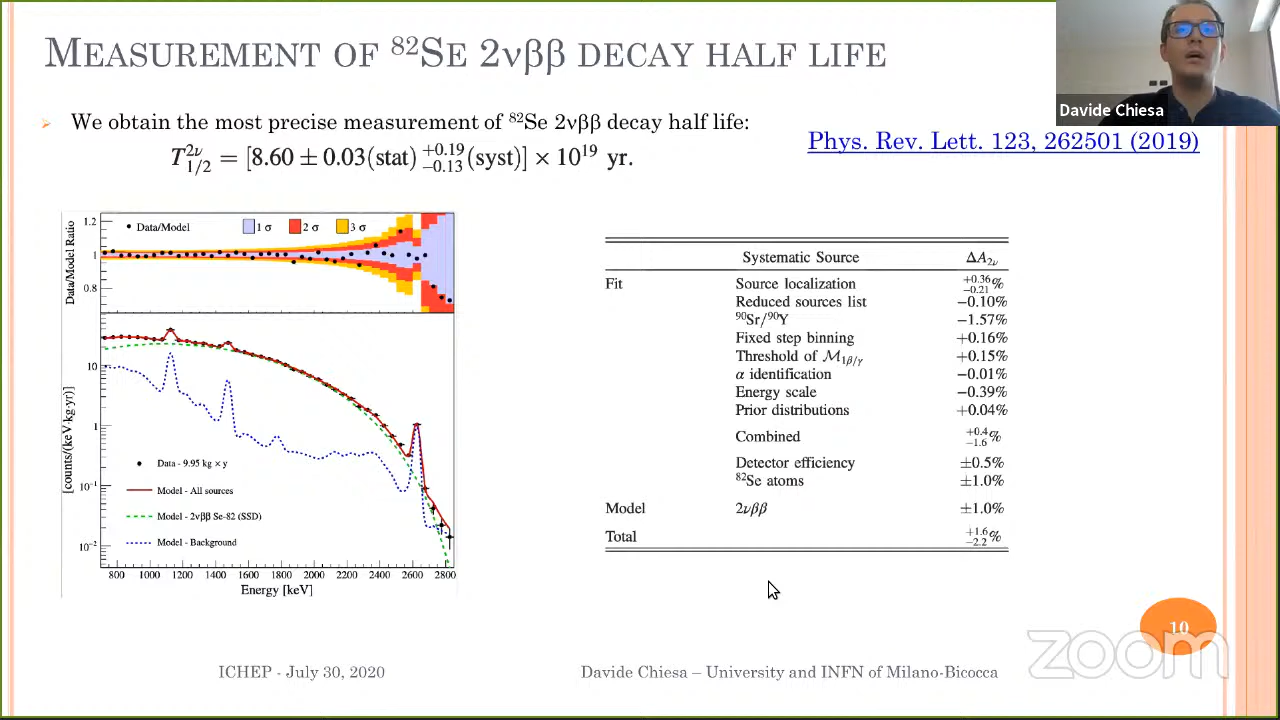 MEASUREMENT OF ⁸²SE 2νββ DECAY HALF LIFE
Davide Chiesa
We obtain the most precise measurement of ⁸²Se 2νββ decay half life:
Phys. Rev. Lett. 123, 262501 (2019)
T²ᵛ₁/₂ = [8.60 ± 0.03(stat) +0.19 −0.13 (syst)] × 10¹⁹ yr.
Data/Model Ratio
1.2
1
0.8
Data/Model
1 σ
2 σ
3 σ
[counts/(keV·kg·yr)]
10
1
10⁻¹
10⁻²
Data - 9.95 kg × y
Model - All sources
Model - 2νββ Se-82 (SSD)
Model - Background
800 1000 1200 1400 1600 1800 2000 2200 2400 2600 2800
Energy [keV]
Systematic Source ΔA₂ᵥ
Fit Source localization +0.36 −0.21%
Reduced sources list −0.10%
⁹⁰Sr/⁹⁰Y −1.57%
Fixed step binning +0.16%
Threshold of ℳ₁β/γ +0.15%
α identification −0.01%
Energy scale −0.39%
Prior distributions +0.04%
Combined +0.4 −1.6%
Detector efficiency ±0.5%
⁸²Se atoms ±1.0%
Model 2νββ ±1.0%
Total +1.6 −2.2%
10
zoom
ICHEP - July 30, 2020
Davide Chiesa – University and INFN of Milano-Bicocca